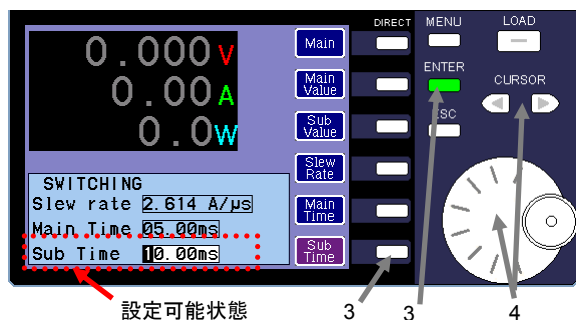 DIRECT MENU LOAD
0.000V
0.00A
0.0W
Main
Main Value
Sub Value
Slew Rate
Main Time
Sub Time
ENTER
CURSOR
ESC
SWITCHING
Slew rate 2.614 A/μs
Main Time 05.00ms
Sub Time 10.00ms
設定可能状態 3 3 4